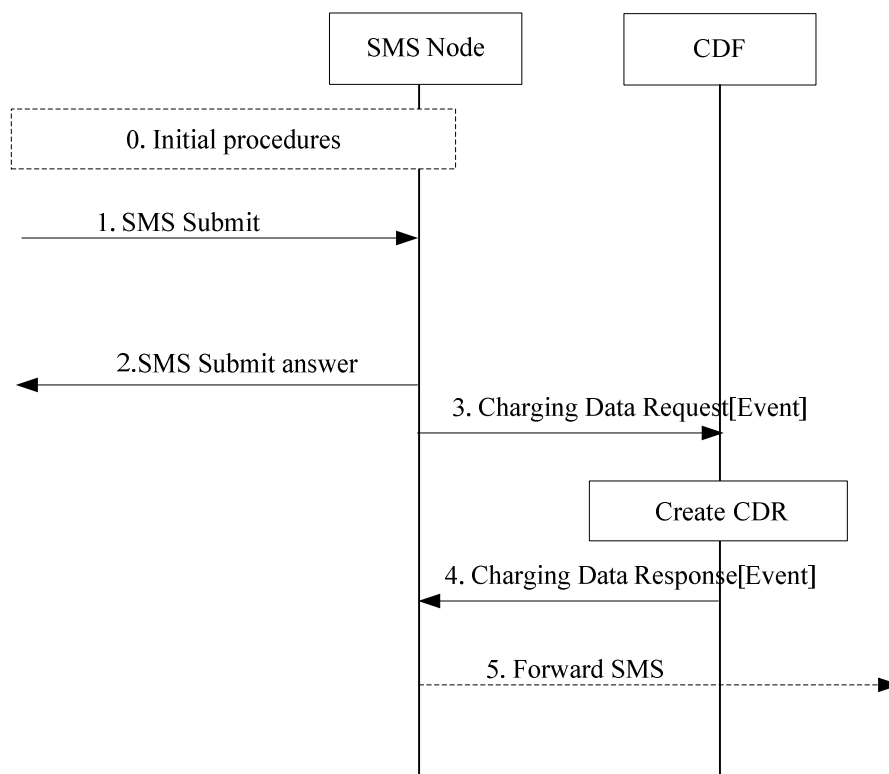 SMS Node
CDF
0. Initial procedures
1. SMS Submit
2.SMS Submit answer
3. Charging Data Request[Event]
Create CDR
4. Charging Data Response[Event]
5. Forward SMS